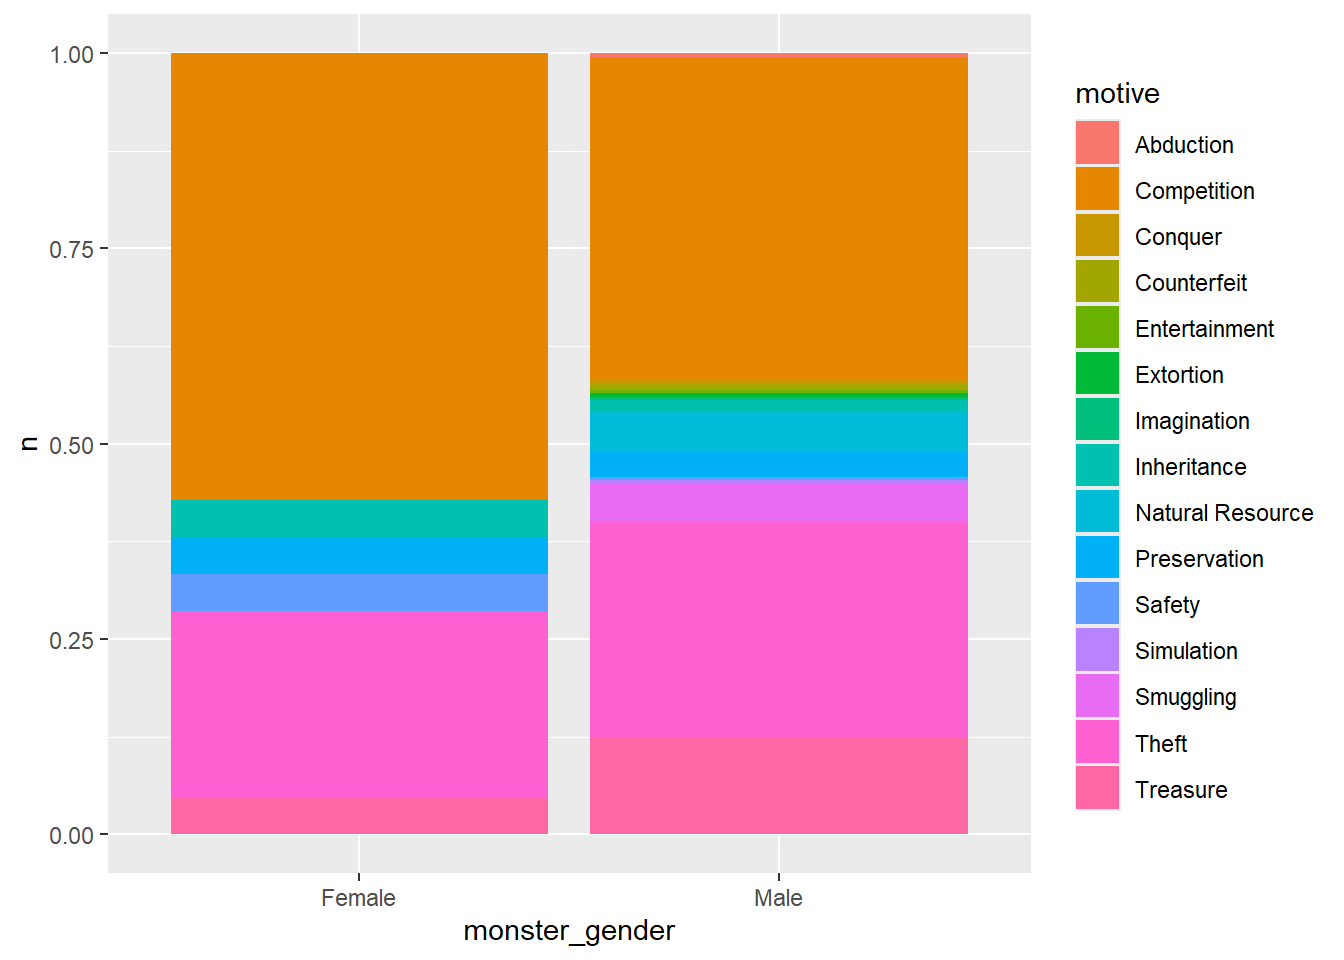 1.00
0.75
0.50
0.25
0.00
n
Female
Male
monster_gender
motive
Abduction
Competition
Conquer
Counterfeit
Entertainment
Extortion
Imagination
Inheritance
Natural Resource
Preservation
Safety
Simulation
Smuggling
Theft
Treasure